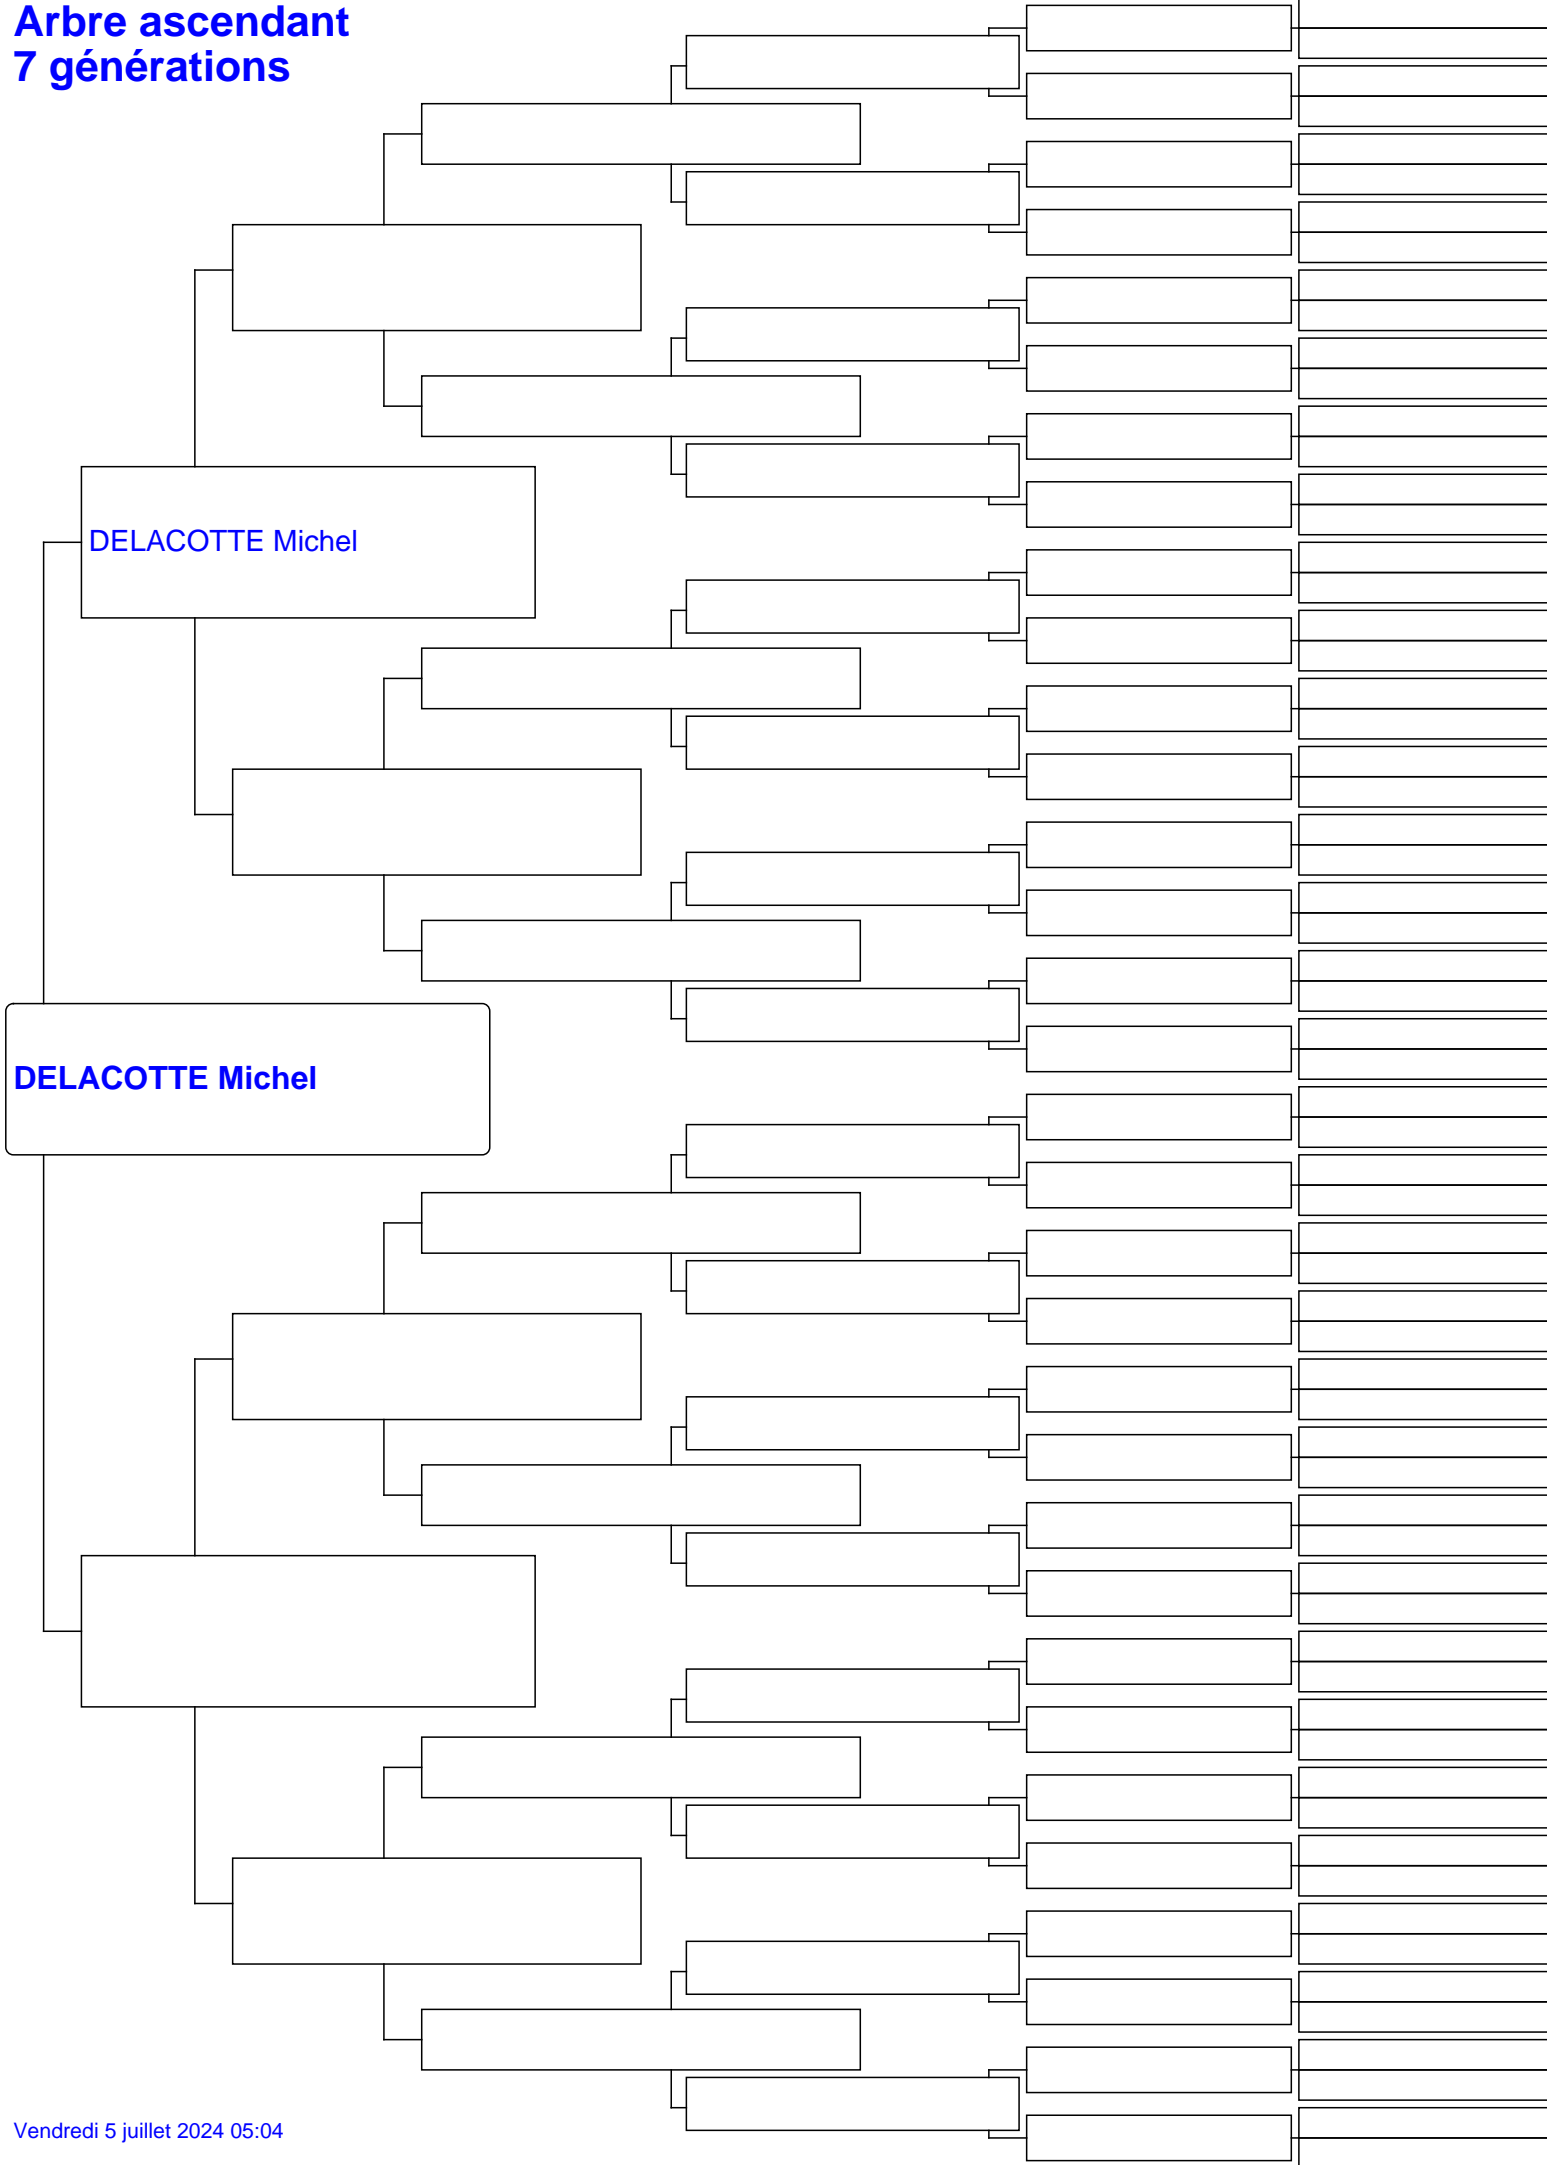 Arbre ascendant
7 générations
DELACOTTE Michel
DELACOTTE Michel
Vendredi 5 juillet 2024 05:04